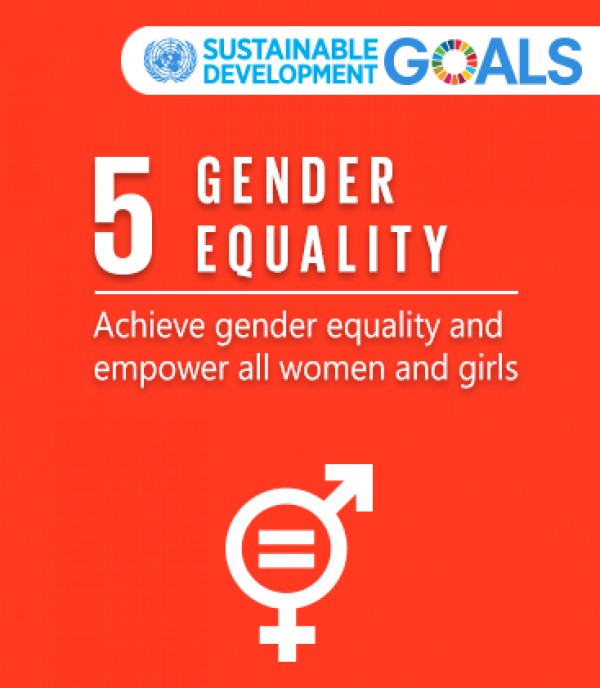 SUSTAINABLE
DEVELOPMENT
GOALS
5 GENDER
EQUALITY
Achieve gender equality and
empower all women and girls